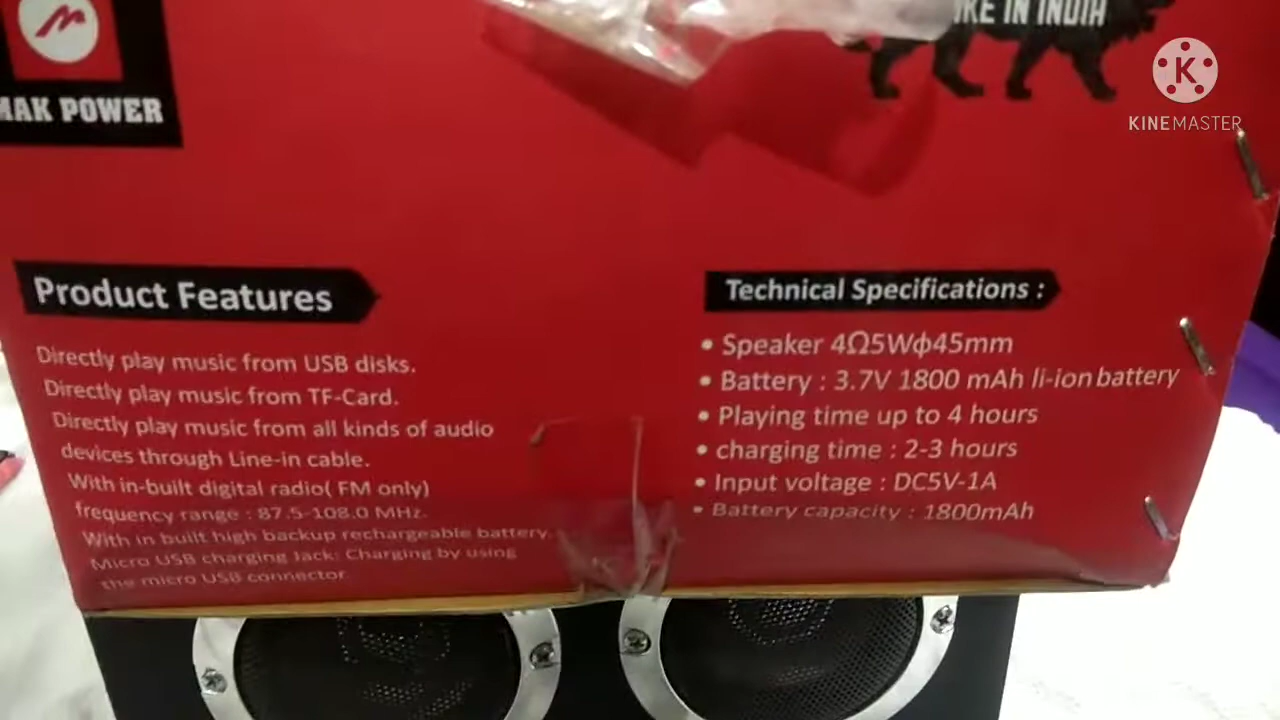 MAK POWER
KE IN INDIA
K
KINEMASTER
Product Features
Directly play music from USB disks.
Directly play music from TF-Card.
Directly play music from all kinds of audio
devices through Line-in cable.
With in-built digital radio( FM only)
frequency range : 87.5-108.0 MHz.
With in built high backup rechargeable battery.
Micro USB charging Jack: Charging by using
the micro USB connector
Technical Specifications :
• Speaker 4Ω5Wφ45mm
• Battery : 3.7V 1800 mAh li-ion battery
• Playing time up to 4 hours
• charging time : 2-3 hours
• Input voltage : DC5V-1A
• Battery capacity : 1800mAh